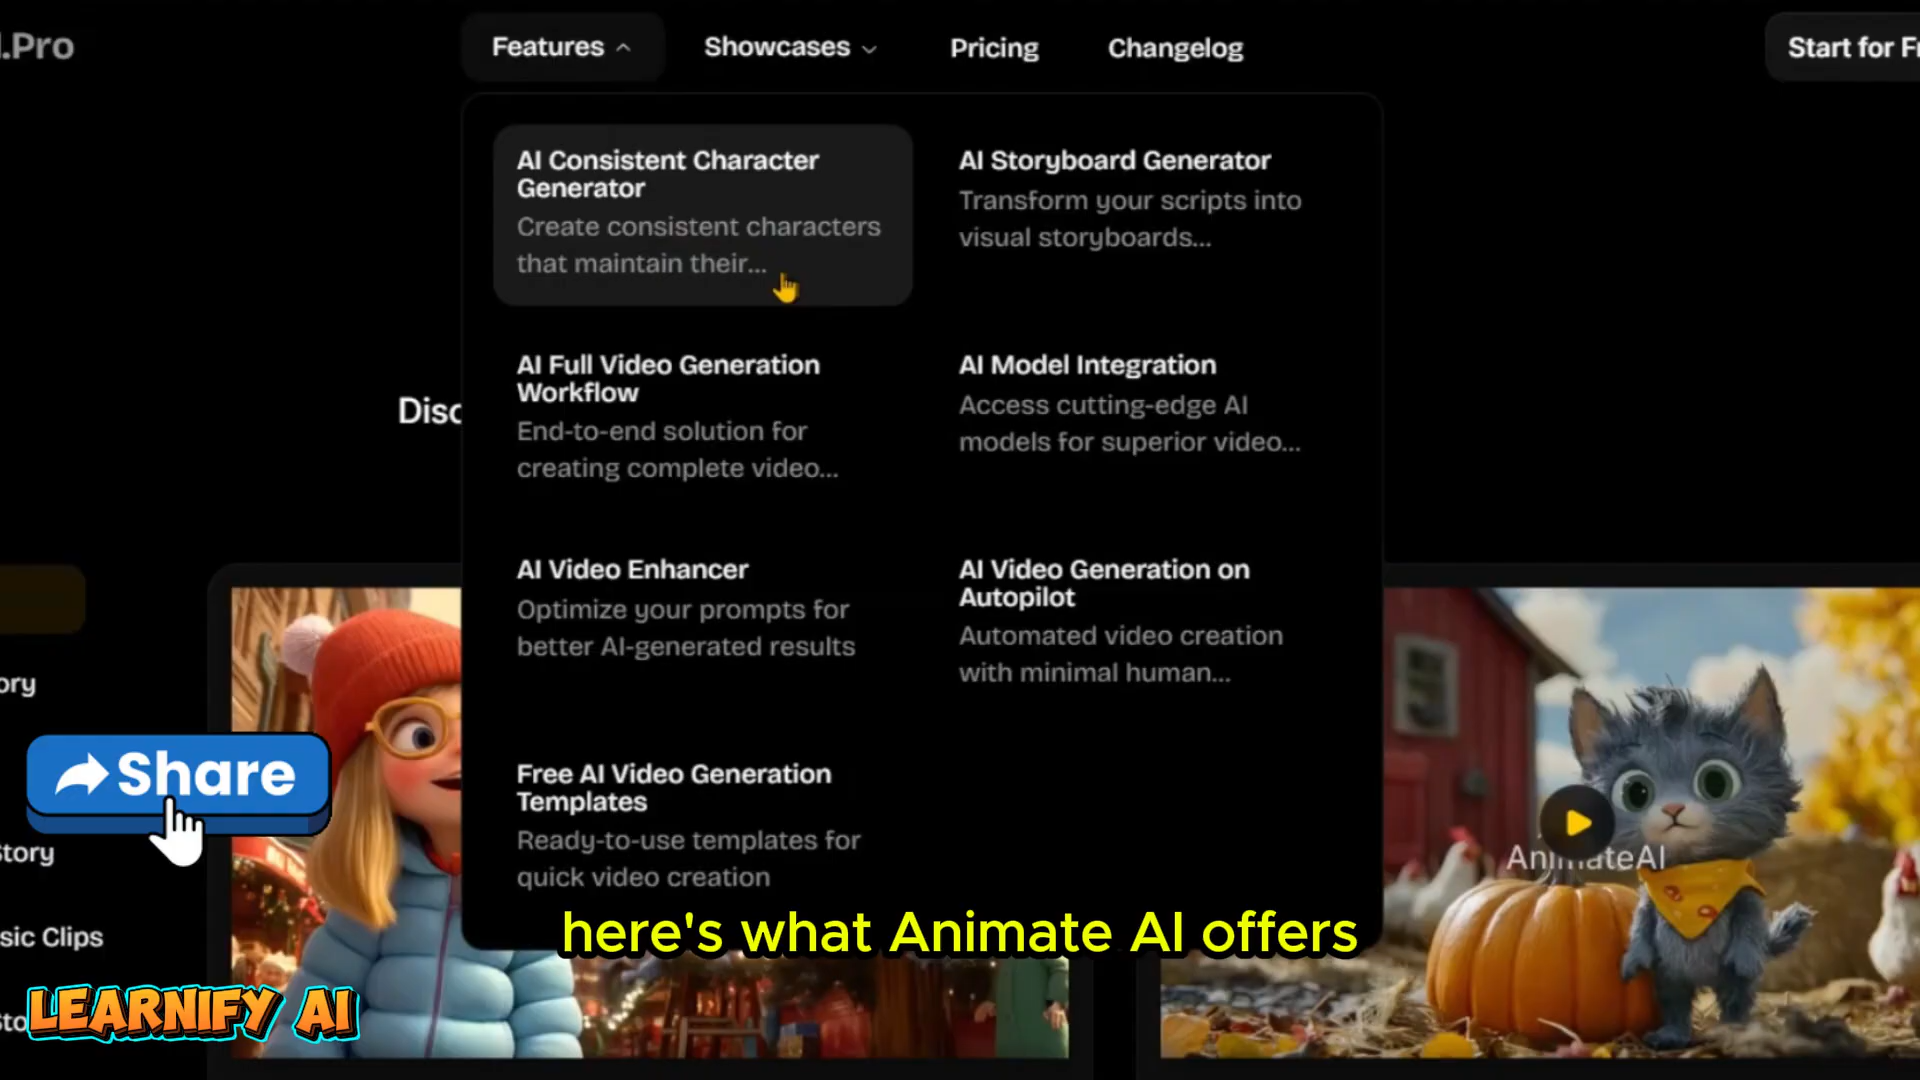 .Pro
Features
Showcases
Pricing
Changelog
Start for Fr
AI Consistent Character
Generator
Create consistent characters
that maintain their...
AI Storyboard Generator
Transform your scripts into
visual storyboards...
AI Full Video Generation
Workflow
End-to-end solution for
creating complete video...
AI Model Integration
Access cutting-edge AI
models for superior video...
Disc
AI Video Enhancer
Optimize your prompts for
better AI-generated results
AI Video Generation on
Autopilot
Automated video creation
with minimal human...
ory
Share
Free AI Video Generation
Templates
Ready-to-use templates for
quick video creation
Story
AnimateAI
sic Clips
here's what Animate AI offers
Sto
LEARNIFY AI